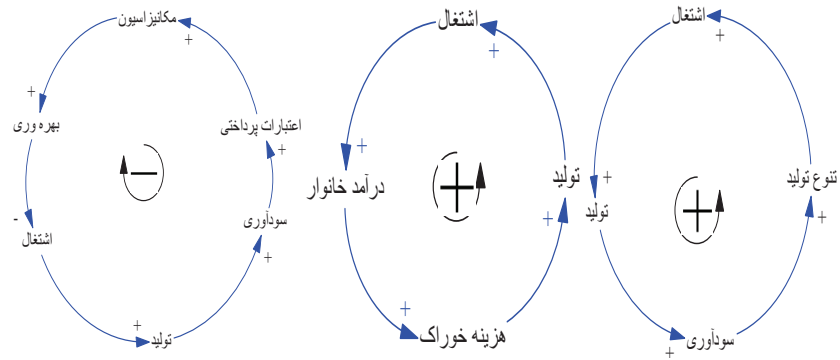 مکانیزاسیون
+
+
بهره وری
-
اشتغال
+
تولید
+
سودآوری
+
اعتبارات پرداختی
+
−
اشتغال
+
درآمد خانوار
+
هزینه خوراک
+
تولید
+
+
اشتغال
+
تولید
+
سودآوری
+
تنوع تولید
+
+